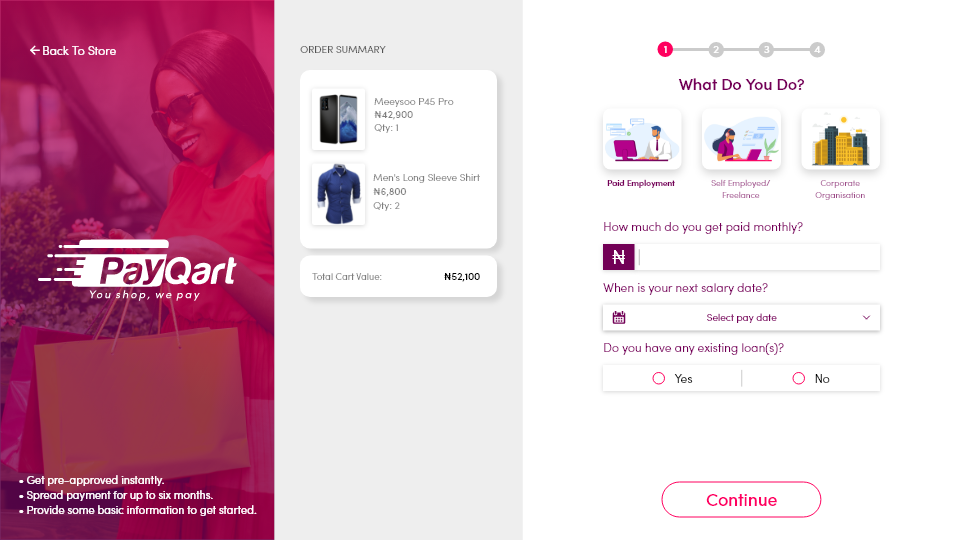 Back To Store
PayQart
You shop, we pay
• Get pre-approved instantly.
• Spread payment for up to six months.
• Provide some basic information to get started.
ORDER SUMMARY
Meeysoo P45 Pro
₦42,900
Qty: 1
Men's Long Sleeve Shirt
₦6,800
Qty: 2
Total Cart Value: ₦52,100
1 2 3 4
What Do You Do?
Paid Employment
Self Employed/
Freelance
Corporate
Organisation
How much do you get paid monthly?
₦
When is your next salary date?
Select pay date
Do you have any existing loan(s)?
Yes No
Continue